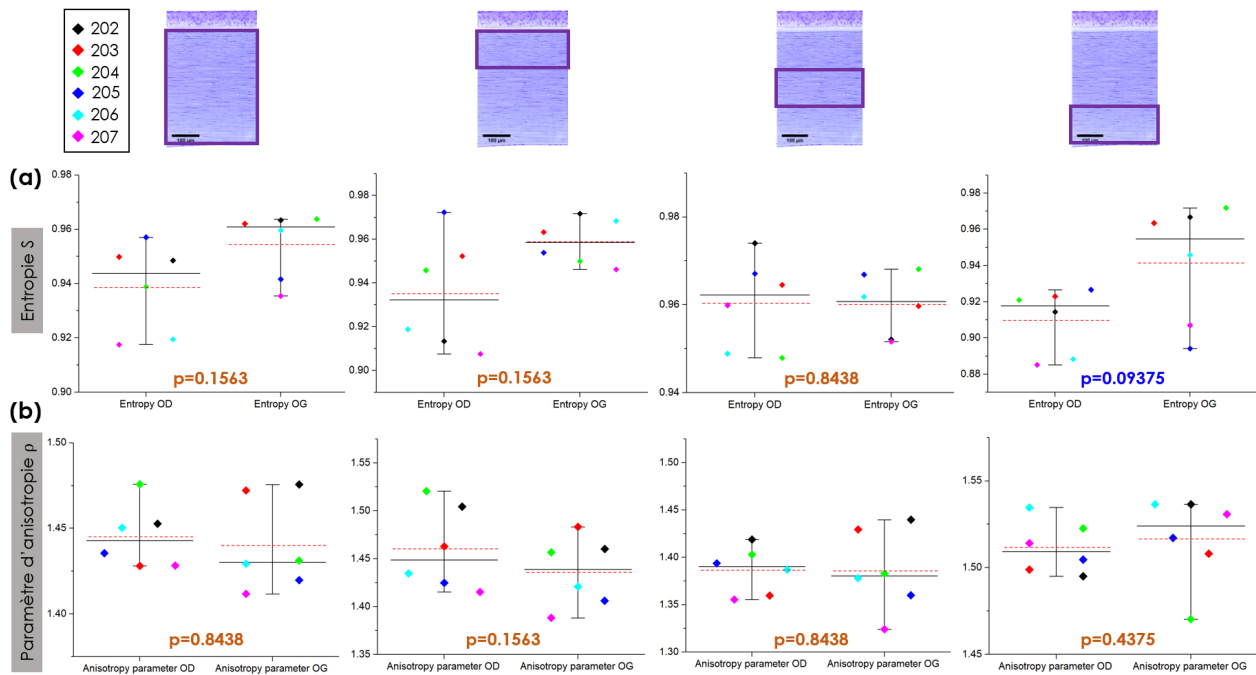 202
203
204
205
206
207
100 µm
100 µm
100 µm
100 µm
(a)
Entropie S
0.98
0.96
0.94
0.92
0.90
p=0.1563
Entropy OD Entropy OG
0.98
0.96
0.94
0.92
0.90
p=0.1563
Entropy OD Entropy OG
0.98
0.96
0.94
p=0.8438
Entropy OD Entropy OG
0.98
0.96
0.94
0.92
0.90
0.88
p=0.09375
Entropy OD Entropy OG
(b)
Paramètre d'anisotropie ρ
1.50
1.45
1.40
p=0.8438
Anisotropy parameter OD Anisotropy parameter OG
1.55
1.50
1.45
1.40
p=0.1563
Anisotropy parameter OD Anisotropy parameter OG
1.50
1.45
1.40
1.35
1.30
p=0.8438
Anisotropy parameter OD Anisotropy parameter OG
1.55
1.50
1.45
p=0.4375
Anisotropy parameter OD Anisotropy parameter OG